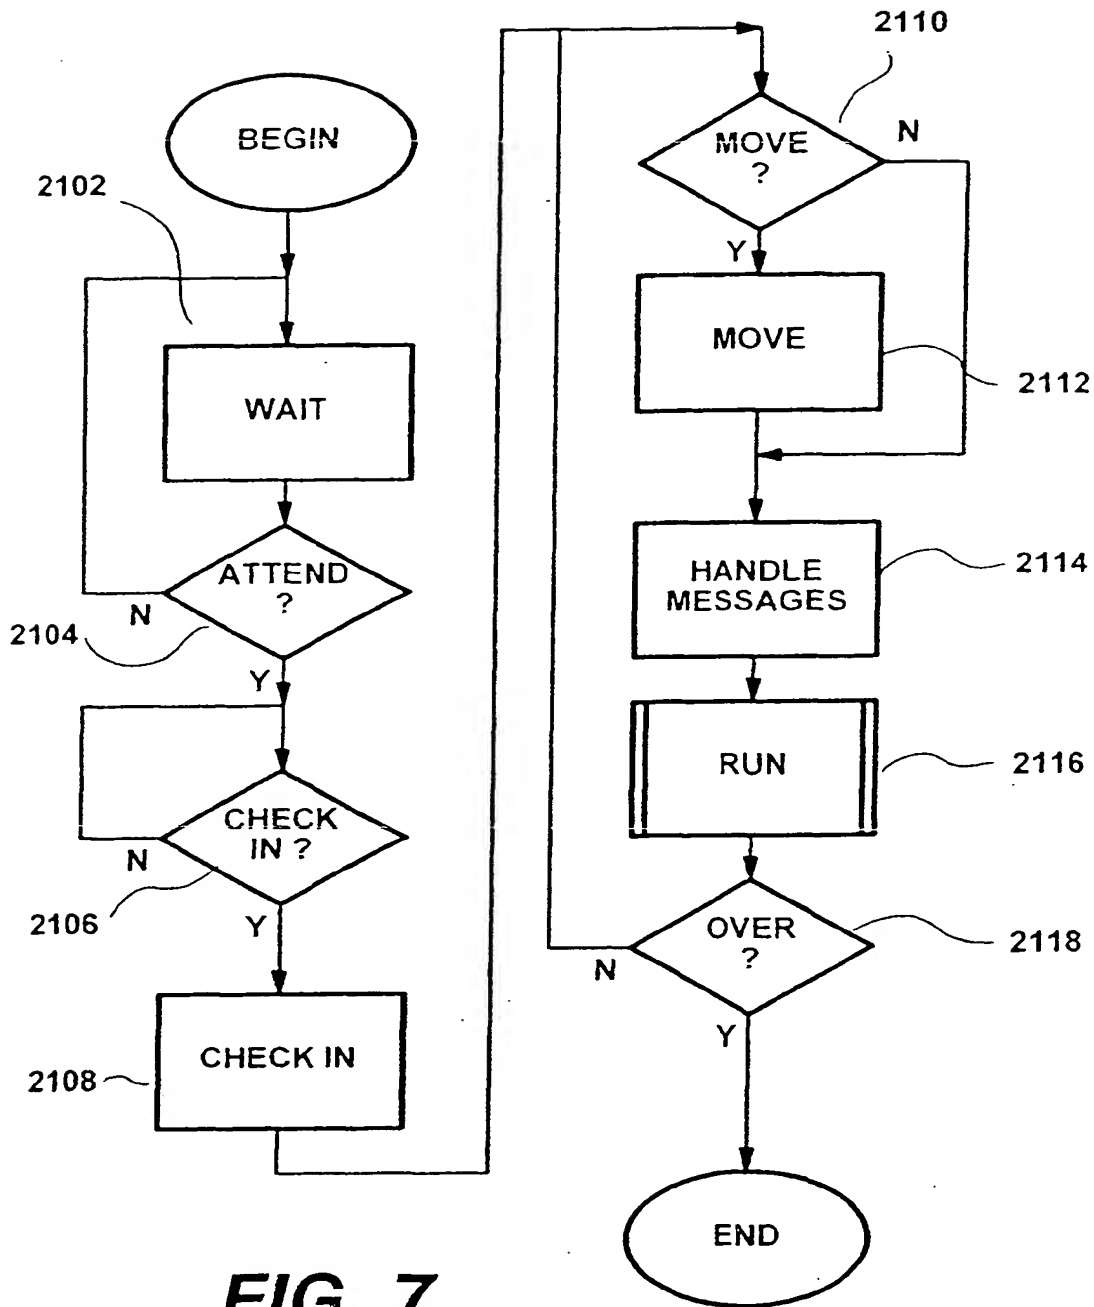 BEGIN
2102
WAIT
ATTEND
?
N
2104
Y
CHECK
IN ?
N
2106
Y
CHECK IN
2108
2110
MOVE
?
N
Y
MOVE
2112
HANDLE
MESSAGES
2114
RUN
2116
OVER
?
2118
N
Y
END
FIG. 7